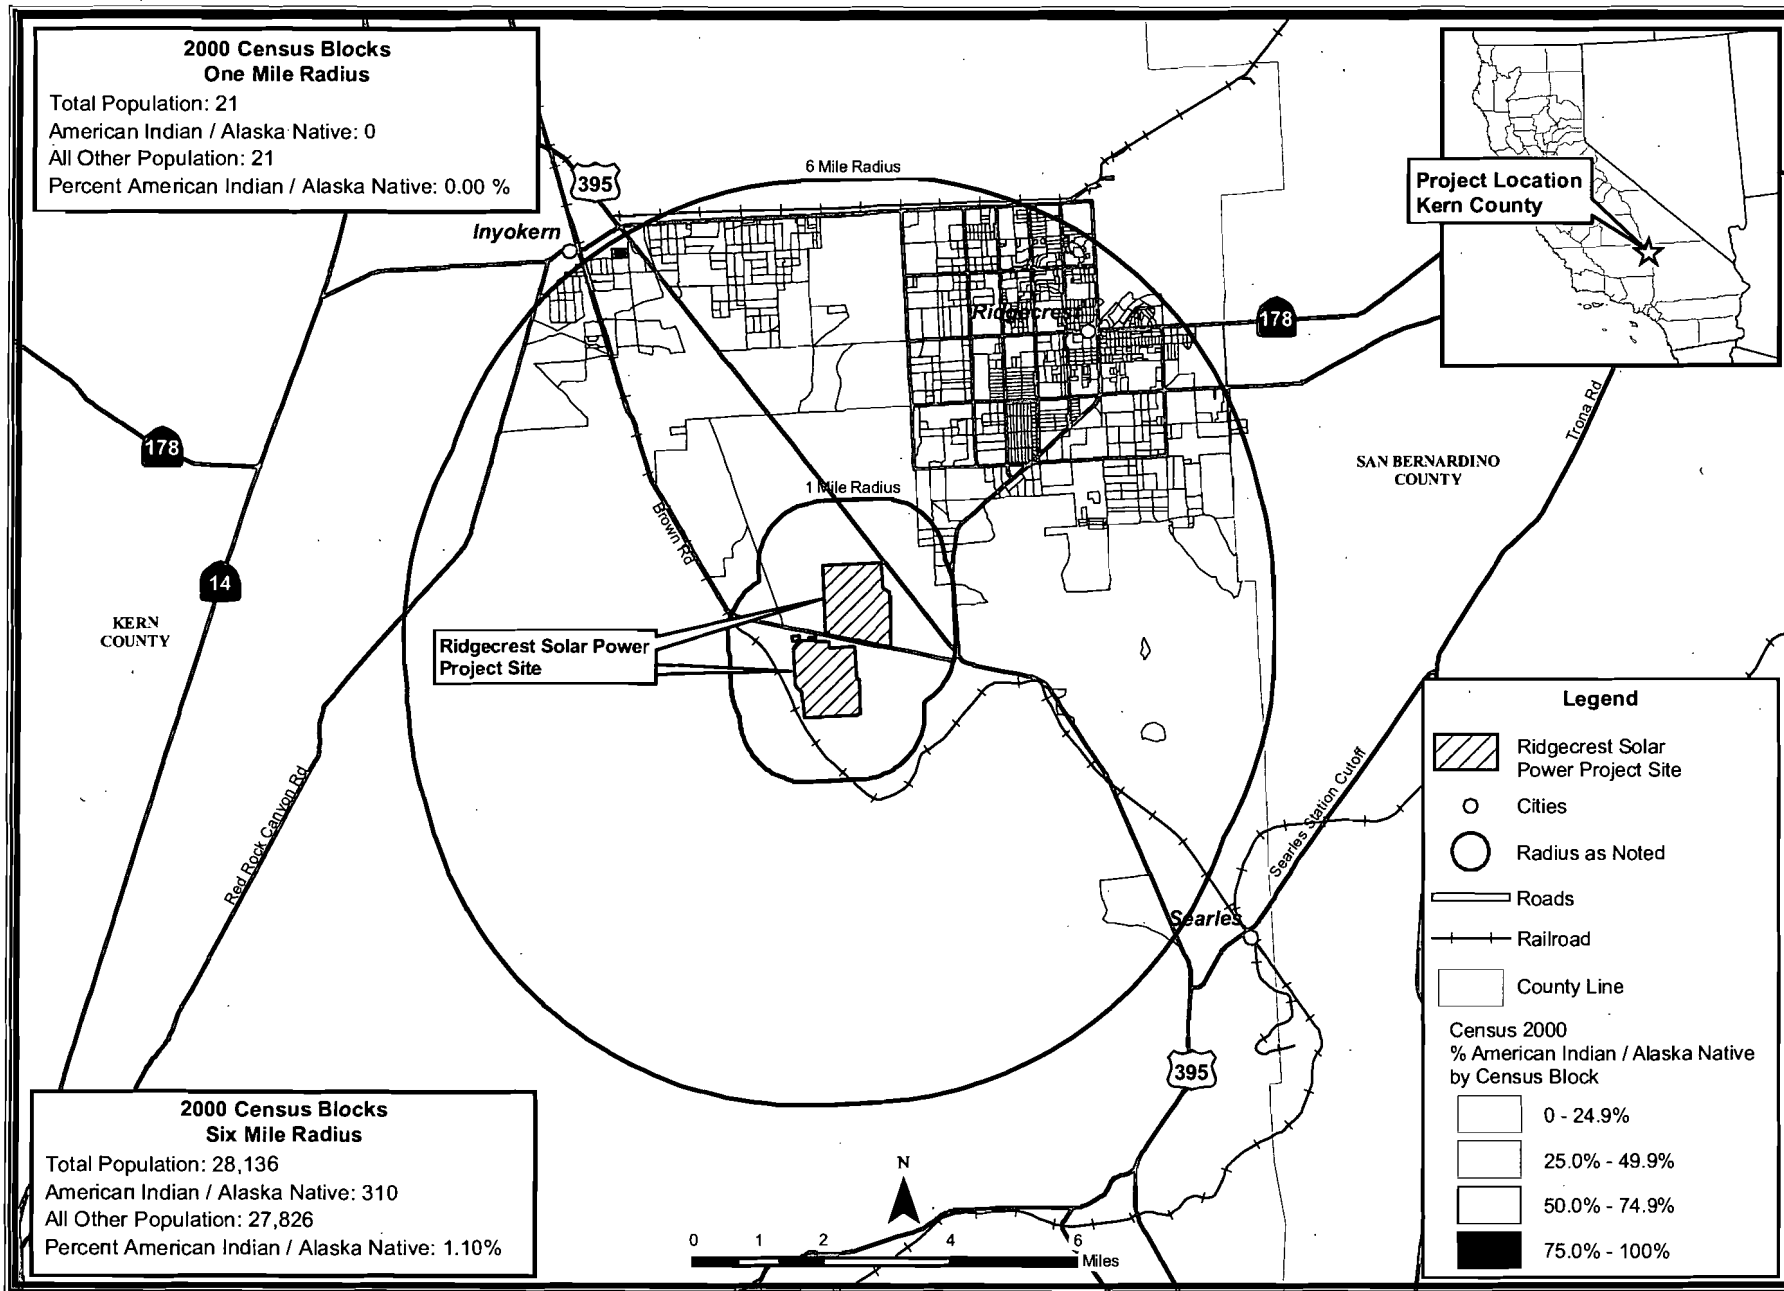 2000 Census Blocks
One Mile Radius
Total Population: 21
American Indian / Alaska Native: 0
All Other Population: 21
Percent American Indian / Alaska Native: 0.00 %
395
6 Mile Radius
Inyokern
Ridgecrest
178
Project Location
Kern County
Trona Rd
178
SAN BERNARDINO
COUNTY
1 Mile Radius
Brown Rd
14
KERN
COUNTY
Ridgecrest Solar Power
Project Site
Red Rock Canyon Rd
Searles Station Cutoff
Searles
395
Legend
Ridgecrest Solar
Power Project Site
Cities
Radius as Noted
Roads
Railroad
County Line
Census 2000
% American Indian / Alaska Native
by Census Block
0 - 24.9%
25.0% - 49.9%
50.0% - 74.9%
75.0% - 100%
2000 Census Blocks
Six Mile Radius
Total Population: 28,136
American Indian / Alaska Native: 310
All Other Population: 27,826
Percent American Indian / Alaska Native: 1.10%
N
0 1 2 4 6
Miles